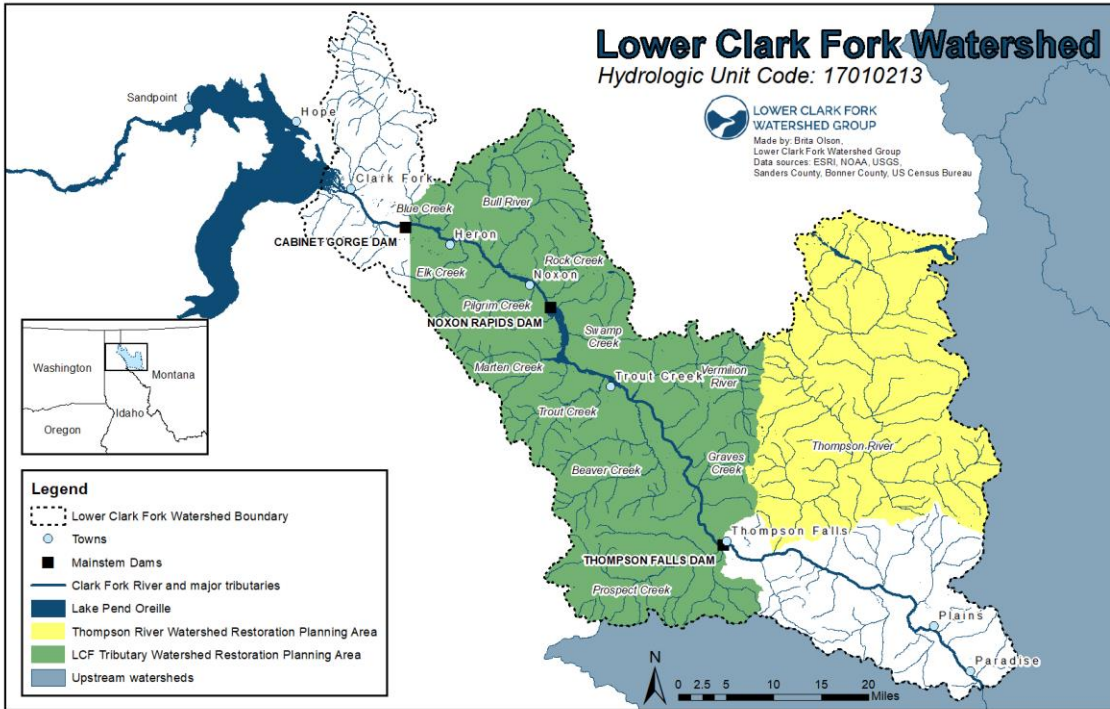 Lower Clark Fork Watershed
Hydrologic Unit Code: 17010213
LOWER CLARK FORK
WATERSHED GROUP
Made by: Brita Olson,
Lower Clark Fork Watershed Group
Data sources: ESRI, NOAA, USGS,
Sanders County, Bonner County, US Census Bureau
Sandpoint
Hope
Clark Fork
Blue Creek
Bull River
CABINET GORGE DAM
Heron
Elk Creek
Rock Creek
Noxon
Pilgrim Creek
NOXON RAPIDS DAM
Swamp
Creek
Marten Creek
Trout Creek
Vermilion
River
Trout Creek
Thompson River
Beaver Creek
Graves
Creek
Thompson Falls
THOMPSON FALLS DAM
Prospect Creek
Plains
Paradise
Washington
Montana
Idaho
Oregon
Legend
Lower Clark Fork Watershed Boundary
Towns
Mainstem Dams
Clark Fork River and major tributaries
Lake Pend Oreille
Thompson River Watershed Restoration Planning Area
LCF Tributary Watershed Restoration Planning Area
Upstream watersheds
N
0 2.5 5 10 15 20
Miles